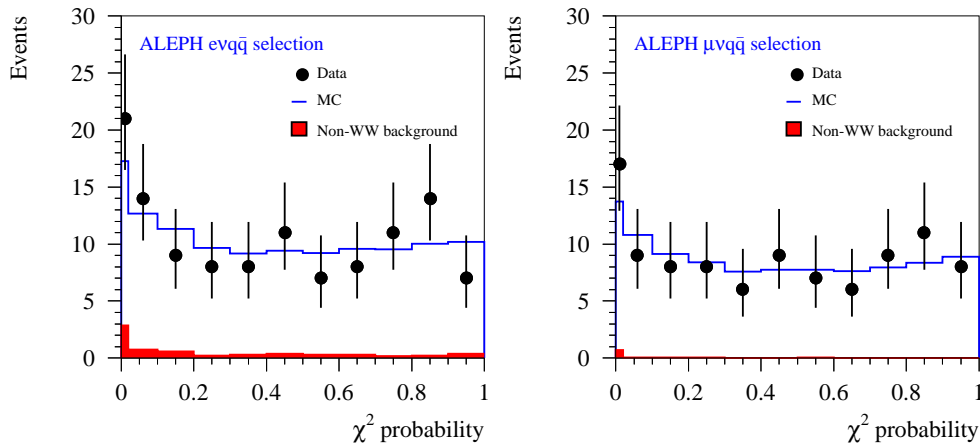 Events
30
25
20
15
10
5
0
ALEPH eνqq̄ selection
Data
MC
Non-WW background
0 0.2 0.4 0.6 0.8 1
χ² probability
Events
30
25
20
15
10
5
0
ALEPH μνqq̄ selection
Data
MC
Non-WW background
0 0.2 0.4 0.6 0.8 1
χ² probability